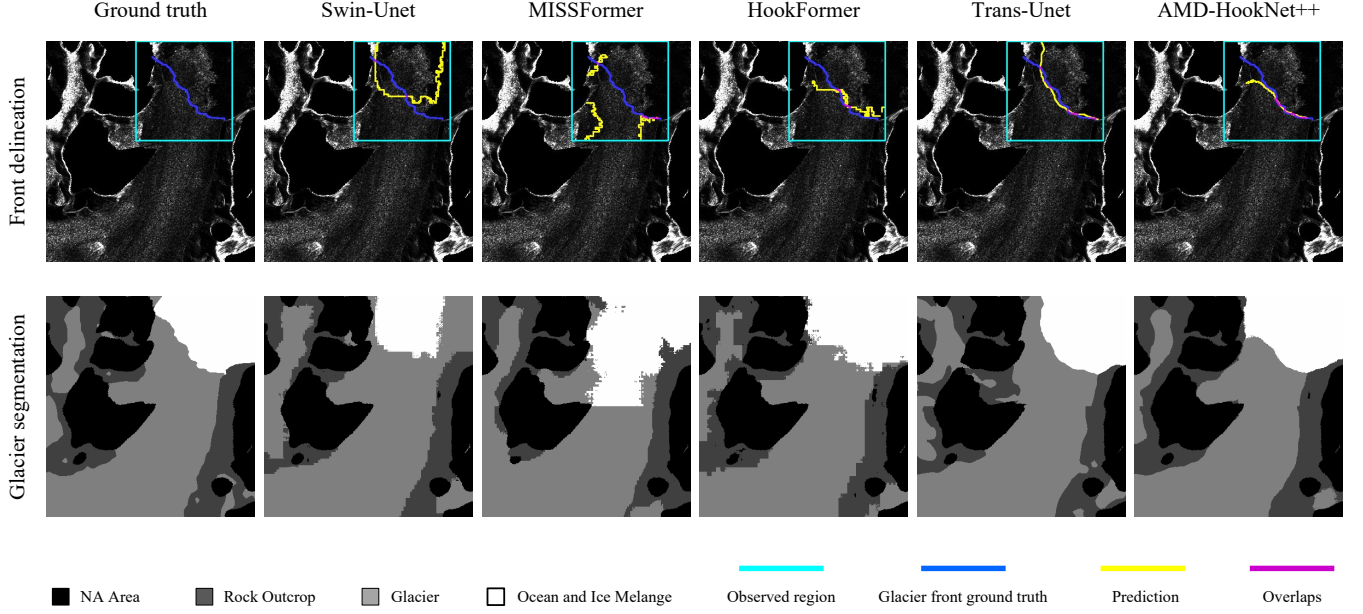 Ground truth Swin-Unet MISSFormer HookFormer Trans-Unet AMD-HookNet++
Front delineation
Glacier segmentation
NA Area Rock Outcrop Glacier Ocean and Ice Melange Observed region Glacier front ground truth Prediction Overlaps